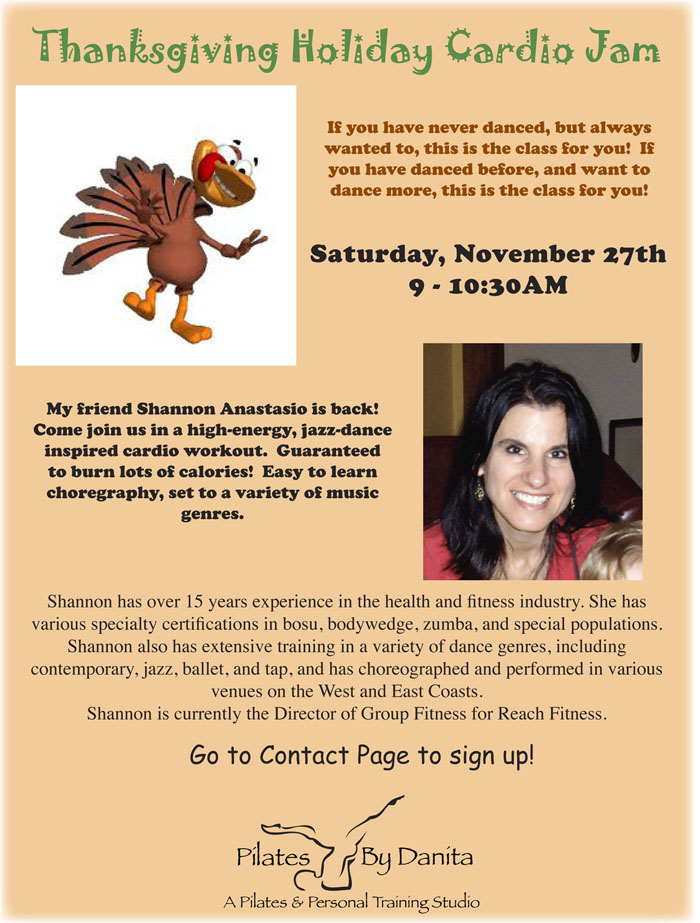 Thanksgiving Holiday Cardio Jam
If you have never danced, but always
wanted to, this is the class for you!  If
you have danced before, and want to
dance more, this is the class for you!
Saturday, November 27th
9 - 10:30AM
My friend Shannon Anastasio is back!
Come join us in a high-energy, jazz-dance
inspired cardio workout.  Guaranteed
to burn lots of calories!  Easy to learn
choregraphy, set to a variety of music
genres.
Shannon has over 15 years experience in the health and fitness industry. She has
various specialty certifications in bosu, bodywedge, zumba, and special populations.
Shannon also has extensive training in a variety of dance genres, including
contemporary, jazz, ballet, and tap, and has choreographed and performed in various
venues on the West and East Coasts.
Shannon is currently the Director of Group Fitness for Reach Fitness.
Go to Contact Page to sign up!
Pilates By Danita
A Pilates & Personal Training Studio